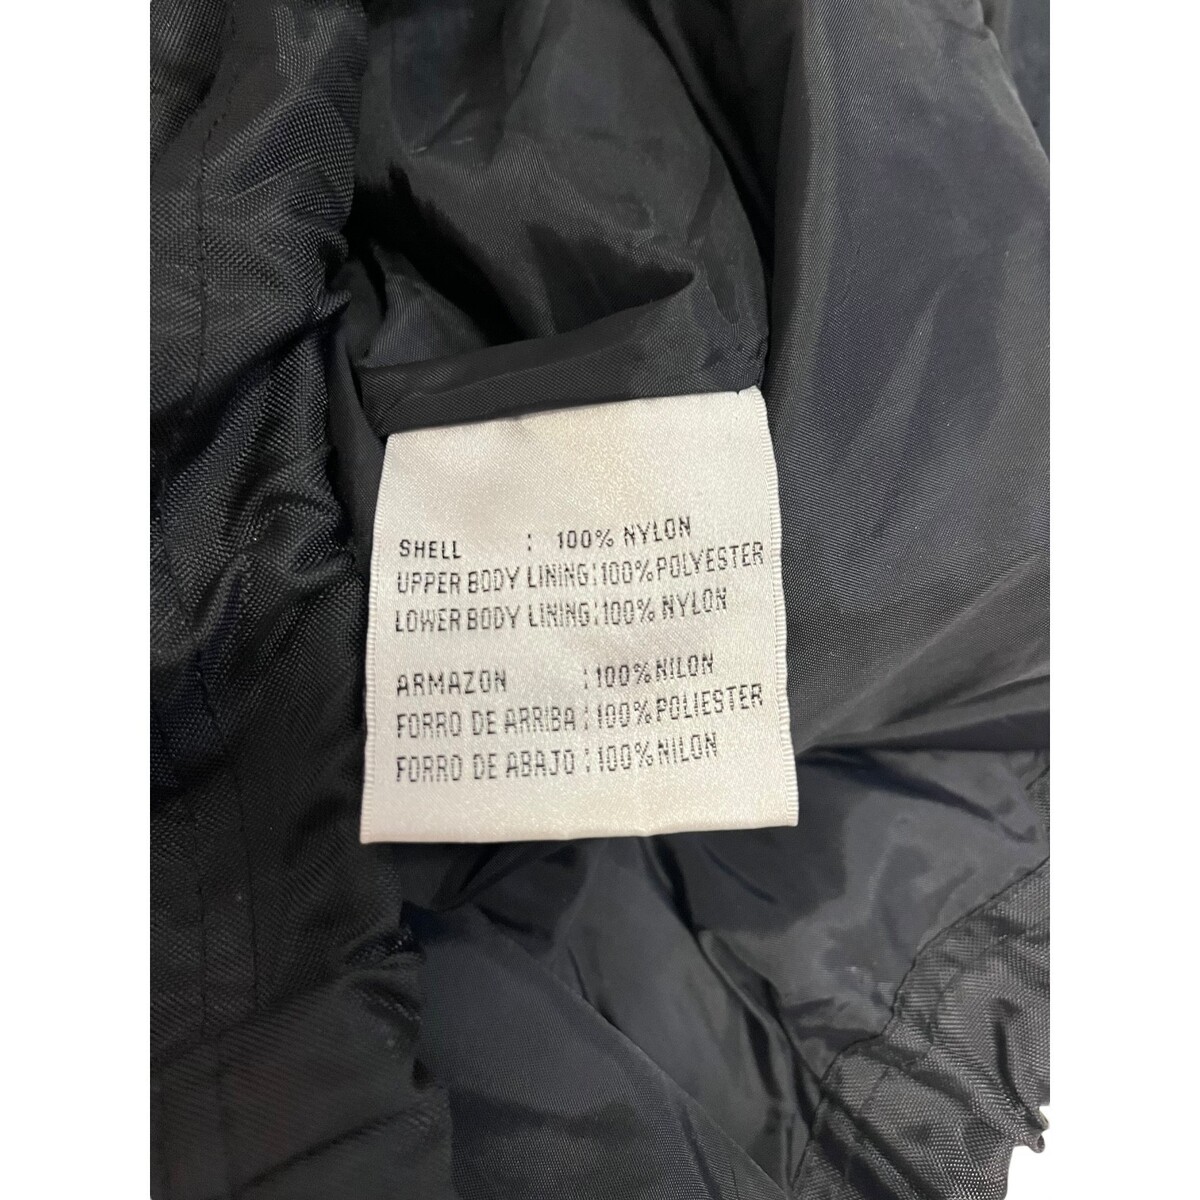 SHELL : 100% NYLON
UPPER BODY LINING:100%POLYESTER
LOWER BODY LINING:100% NYLON
ARMAZON :100%NILON
FORRO DE ARRIBA :100%POLIESTER
FORRO DE ABAJO :100%NILON